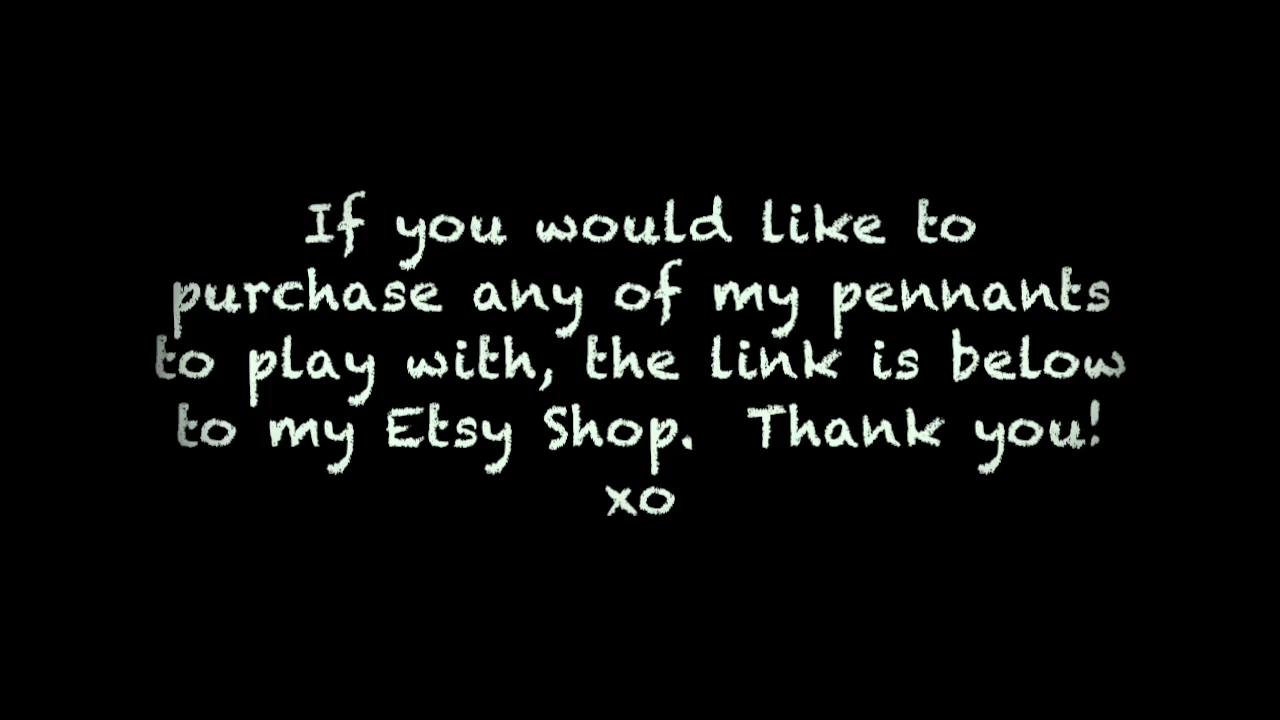 If you would like to
purchase any of my pennants
to play with, the link is below
to my Etsy Shop.  Thank you!
xo